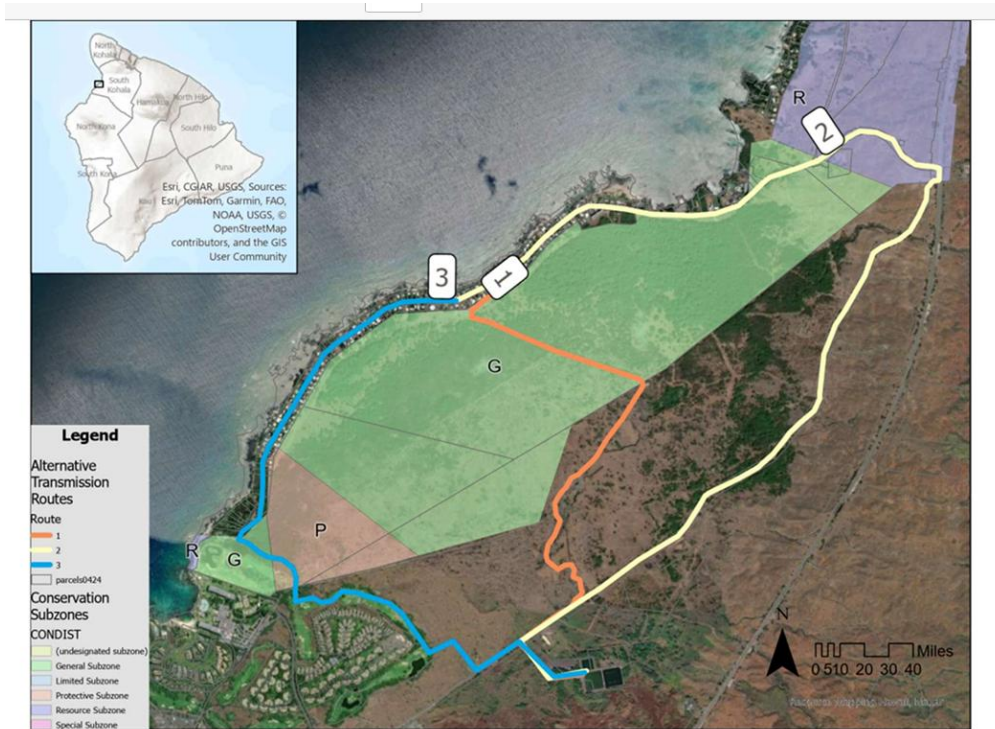 North
Kohala
South
Kohala
Hamakua
North Hilo
North Kona
South Hilo
South Kona
Puna
Kau
Esri, CGIAR, USGS, Sources:
Esri, TomTom, Garmin, FAO,
NOAA, USGS, ©
OpenStreetMap
contributors, and the GIS
User Community
R
2
3
1
G
P
R
G
Legend
Alternative
Transmission
Routes
Route
1
2
3
parcels0424
Conservation
Subzones
CONDIST
(undesignated subzone)
General Subzone
Limited Subzone
Protective Subzone
Resource Subzone
Special Subzone
N
Miles
0 5 10 20 30 40